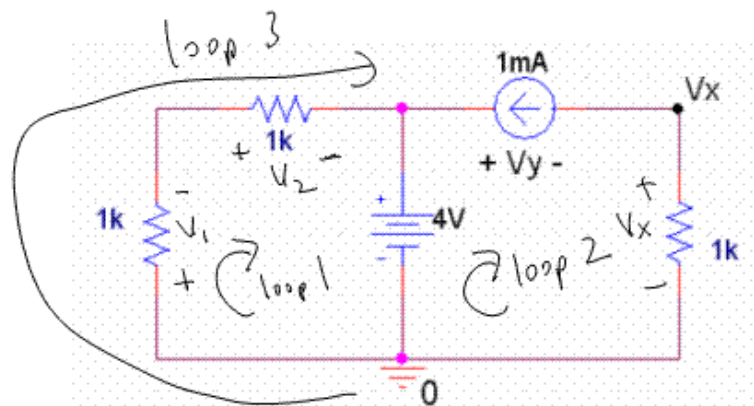 loop 3
1mA
Vx
+ 1k -
V2
+ Vy -
1k
-
V1
+
loop 1
+
-
4V
loop 2
+
Vx
-
1k
0